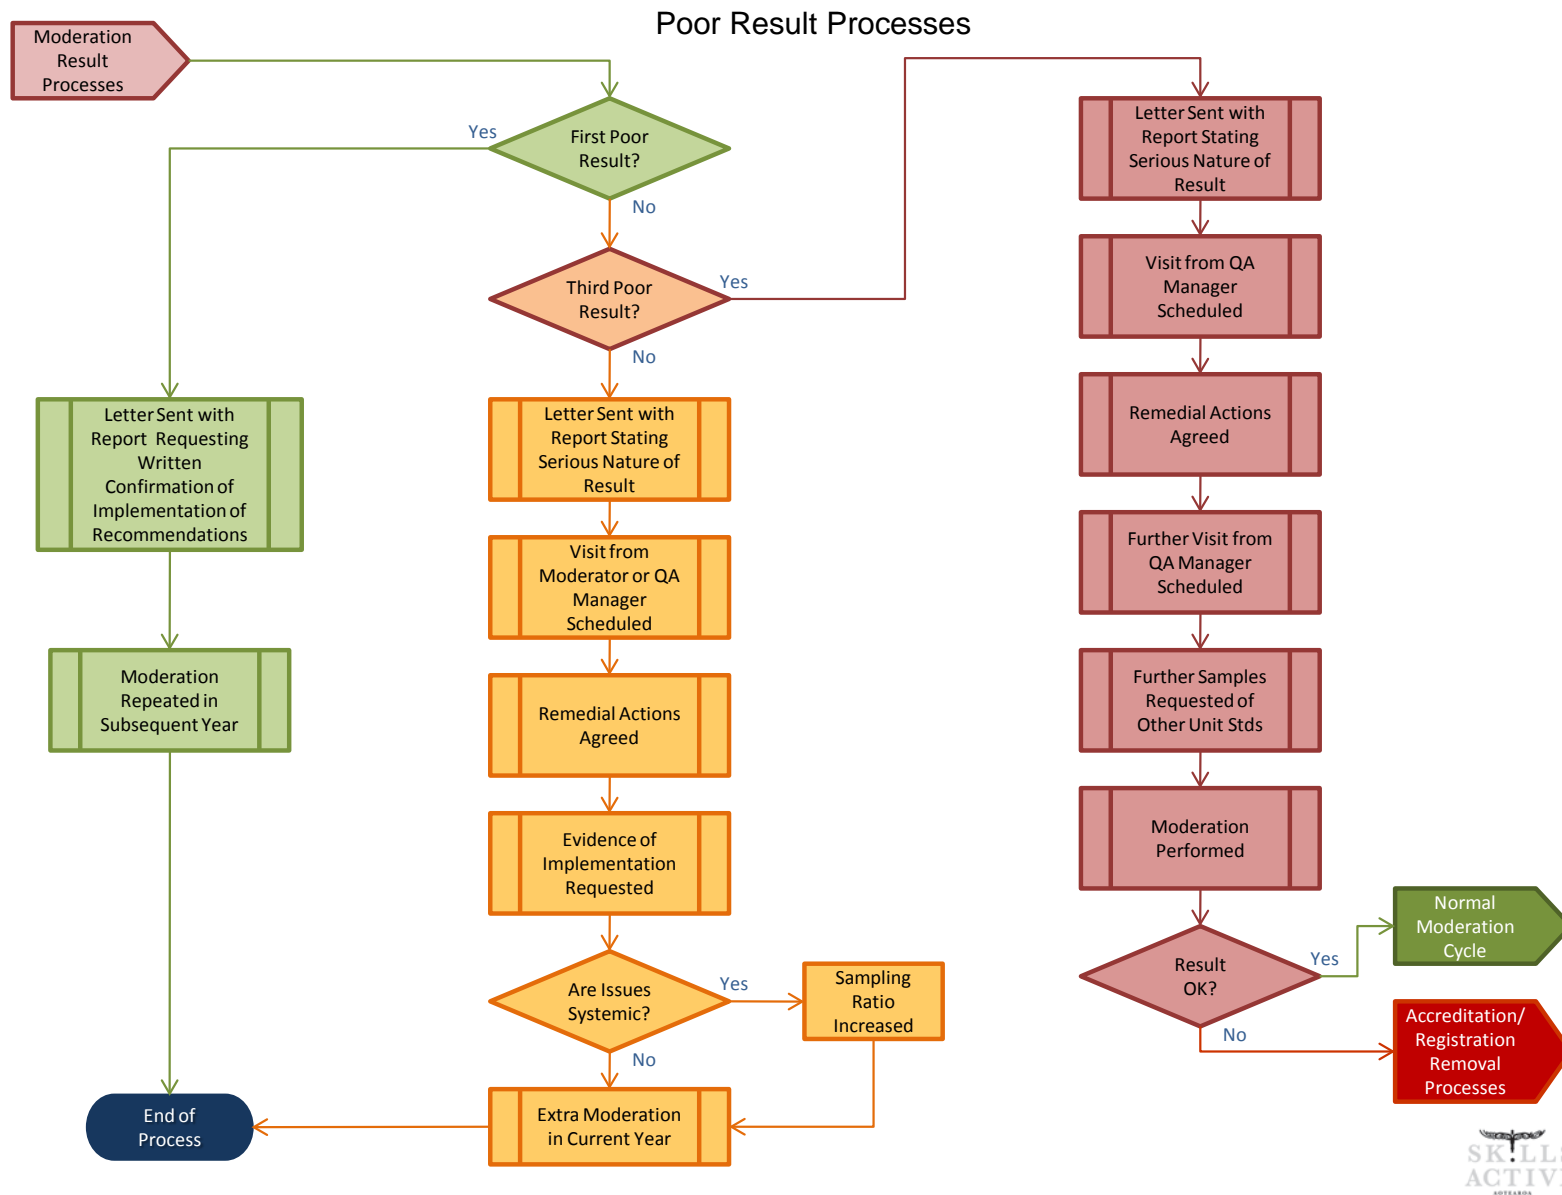 Poor Result Processes
Moderation
Result
Processes
First Poor
Result?
Yes
No
Third Poor
Result?
Yes
No
Letter Sent with
Report Requesting
Written
Confirmation of
Implementation of
Recommendations
Moderation
Repeated in
Subsequent Year
End of
Process
Letter Sent with
Report Stating
Serious Nature of
Result
Visit from
Moderator or QA
Manager
Scheduled
Remedial Actions
Agreed
Evidence of
Implementation
Requested
Are Issues
Systemic?
Yes
No
Sampling
Ratio
Increased
Extra Moderation
in Current Year
Letter Sent with
Report Stating
Serious Nature of
Result
Visit from QA
Manager
Scheduled
Remedial Actions
Agreed
Further Visit from
QA Manager
Scheduled
Further Samples
Requested of
Other Unit Stds
Moderation
Performed
Result
OK?
Yes
No
Normal
Moderation
Cycle
Accreditation/
Registration
Removal
Processes
SK!LLS
ACTIV
AOTEAROA